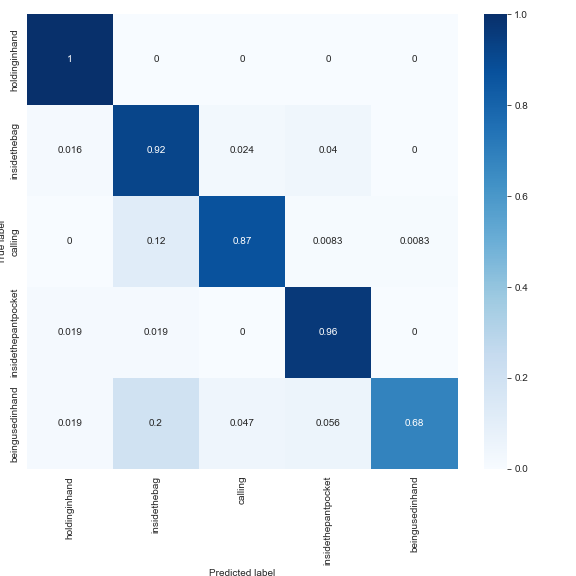 holdinginhand
1 0 0 0 0
insidethebag
0.016 0.92 0.024 0.04 0
calling
0 0.12 0.87 0.0083 0.0083
insidethepantpocket
0.019 0.019 0 0.96 0
beingusedinhand
0.019 0.2 0.047 0.056 0.68
True label
holdinginhand
insidethebag
calling
insidethepantpocket
beingusedinhand
Predicted label
1.0
0.8
0.6
0.4
0.2
0.0